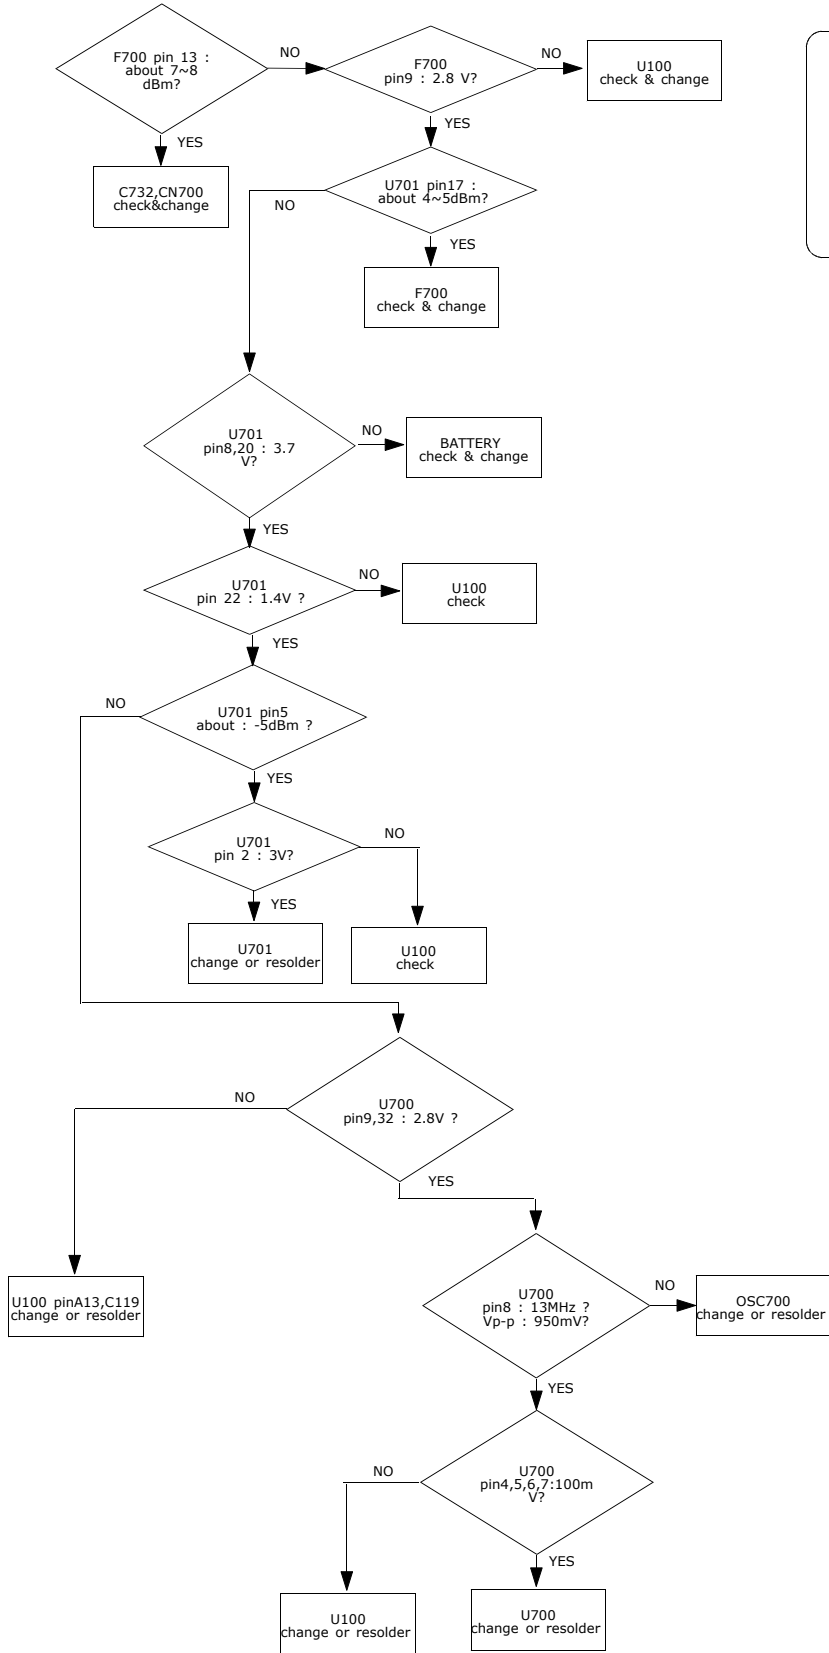 F700 pin 13 :
about 7~8
dBm?
NO
F700
pin9 : 2.8 V?
NO
U100
check & change
YES
C732,CN700
check&change
YES
U701 pin17 :
about 4~5dBm?
NO
YES
F700
check & change
U701
pin8,20 : 3.7
V?
NO
BATTERY
check & change
YES
U701
pin 22 : 1.4V ?
NO
U100
check
YES
U701 pin5
about : -5dBm ?
NO
YES
U701
pin 2 : 3V?
NO
YES
U701
change or resolder
U100
check
U700
pin9,32 : 2.8V ?
NO
YES
U100 pinA13,C119
change or resolder
U700
pin8 : 13MHz ?
Vp-p : 950mV?
NO
OSC700
change or resolder
YES
U700
pin4,5,6,7:100m
V?
NO
YES
U100
change or resolder
U700
change or resolder